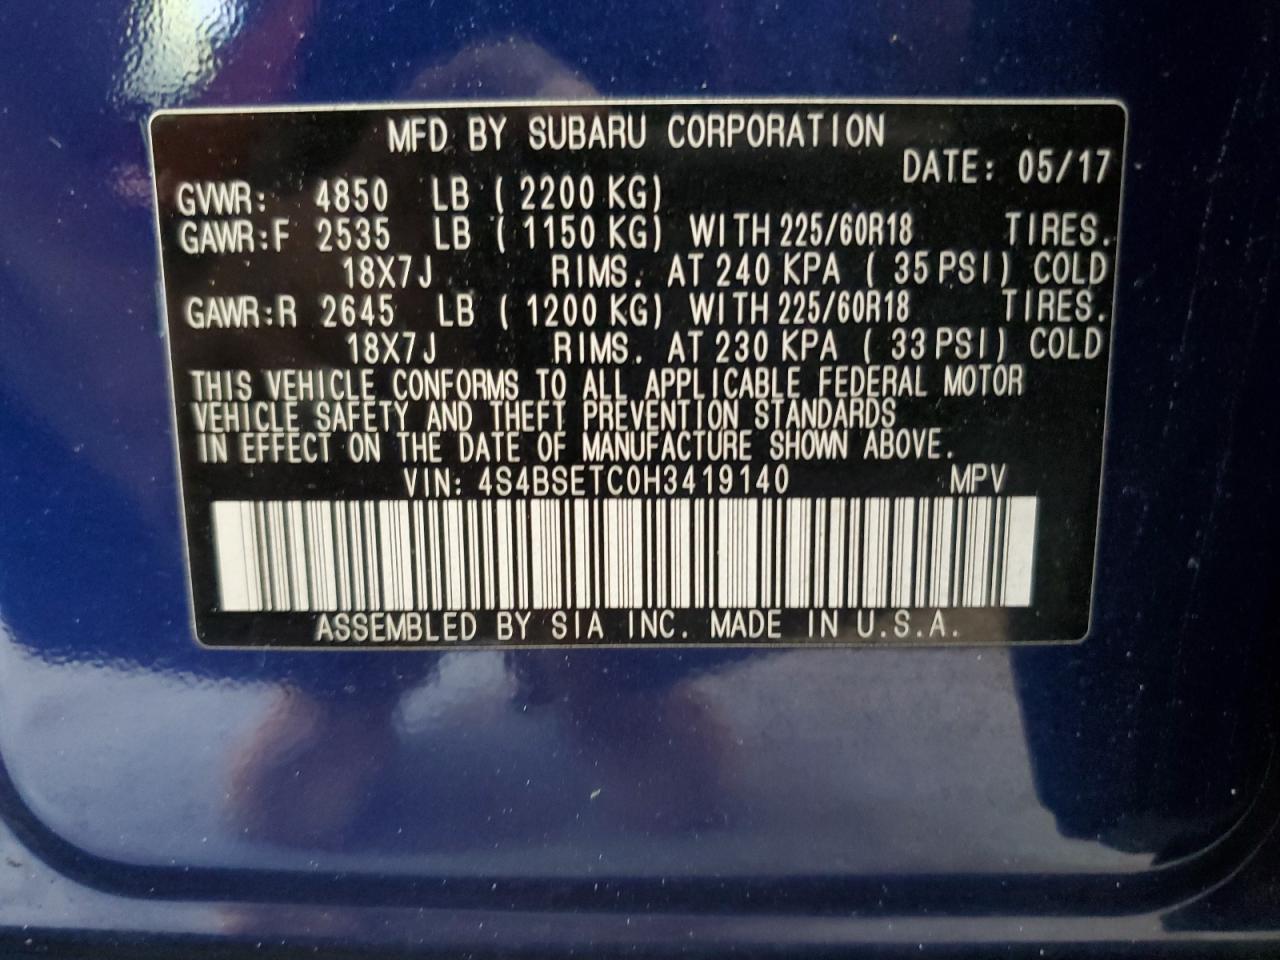 MFD BY SUBARU CORPORATION
DATE: 05/17
GVWR: 4850 LB ( 2200 KG)
GAWR:F 2535 LB ( 1150 KG) WITH 225/60R18 TIRES.
18X7J RIMS. AT 240 KPA ( 35 PSI) COLD
GAWR:R 2645 LB ( 1200 KG) WITH 225/60R18 TIRES.
18X7J RIMS. AT 230 KPA ( 33 PSI) COLD
THIS VEHICLE CONFORMS TO ALL APPLICABLE FEDERAL MOTOR
VEHICLE SAFETY AND THEFT PREVENTION STANDARDS
IN EFFECT ON THE DATE OF MANUFACTURE SHOWN ABOVE.
VIN: 4S4BSETC0H3419140 MPV
ASSEMBLED BY SIA INC. MADE IN U.S.A.